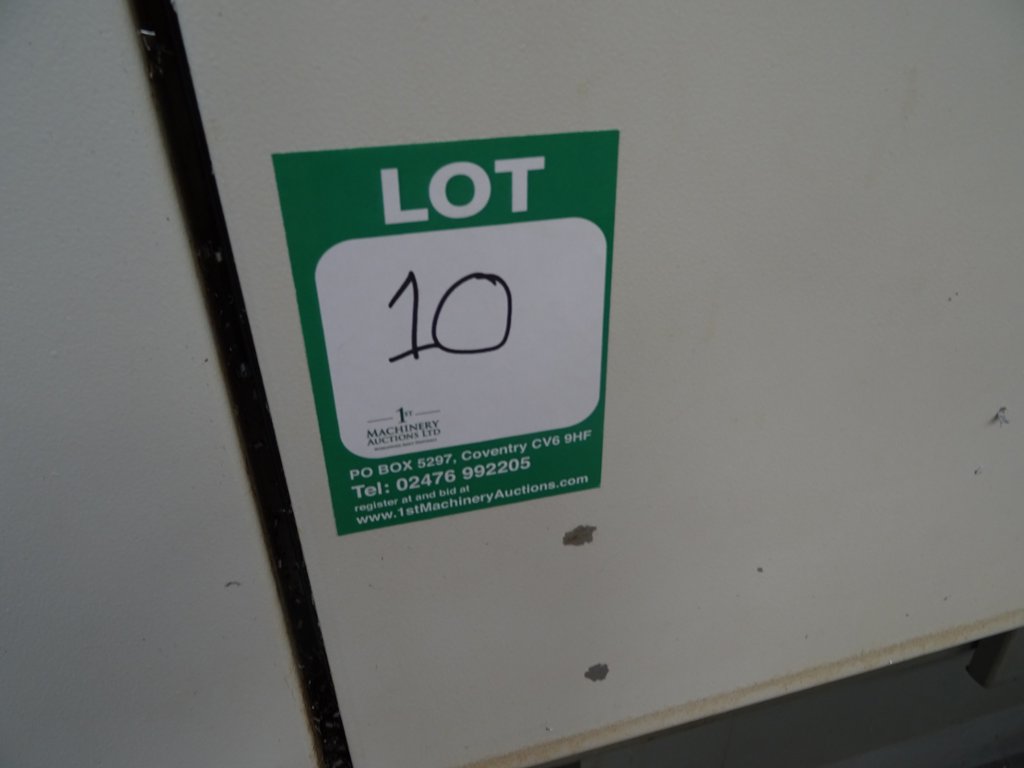 LOT
10
1ST
MACHINERY
AUCTIONS LTD
PO BOX 5297, Coventry CV6 9HF
Tel: 02476 992205
register at and bid at
www.1stMachineryAuctions.com